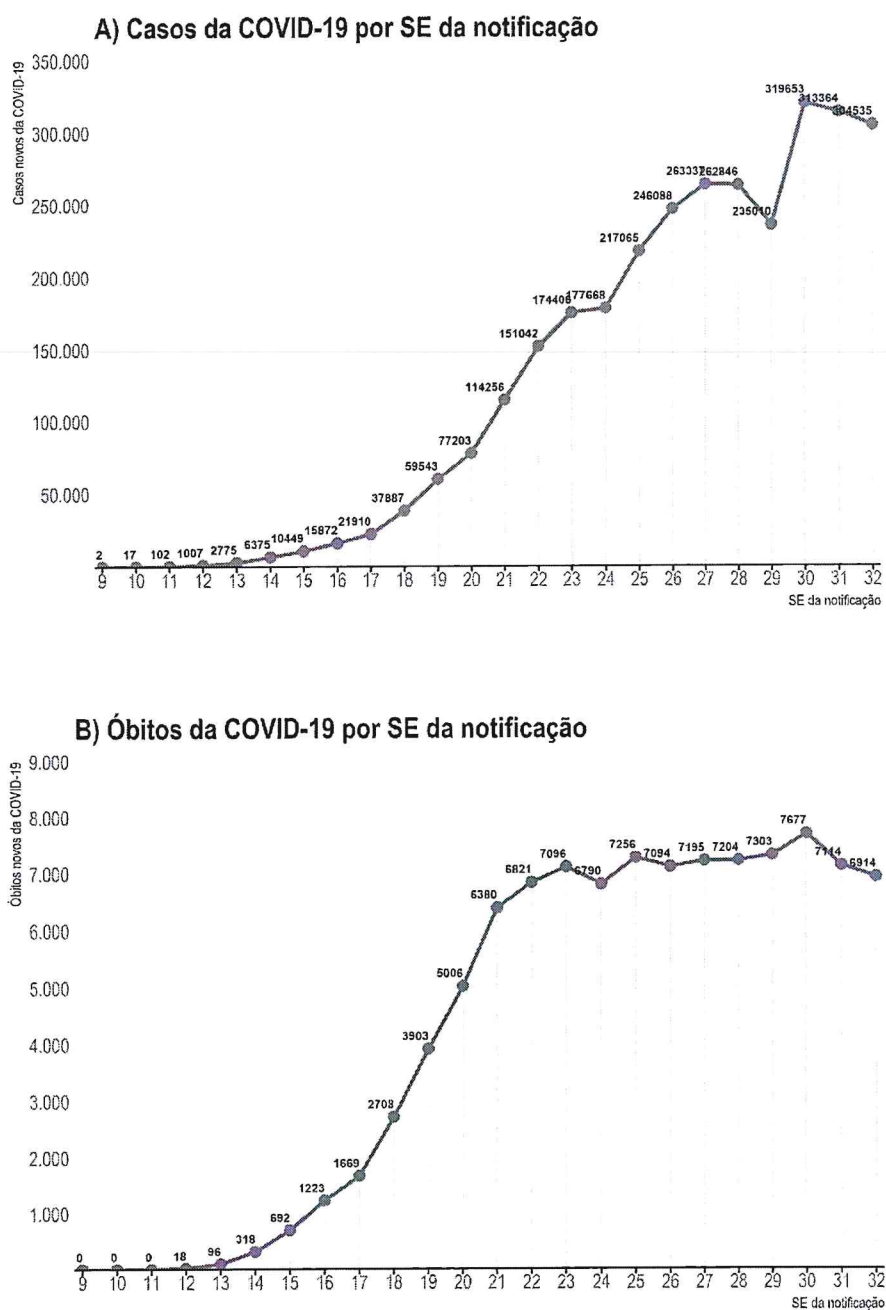 A) Casos da COVID-19 por SE da notificação
Casos novos da COVID-19
350.000
300.000
250.000
200.000
150.000
100.000
50.000
2 17 102 1007 2775 6375 10449 15872 21910 37887 59543 77203 114256 151042 174406 177668 217065 246088 263337 262846 235010 319653 313364 304535
9 10 11 12 13 14 15 16 17 18 19 20 21 22 23 24 25 26 27 28 29 30 31 32
SE da notificação
B) Óbitos da COVID-19 por SE da notificação
Óbitos novos da COVID-19
9.000
8.000
7.000
6.000
5.000
4.000
3.000
2.000
1.000
0 0 0 18 96 318 692 1223 1669 2708 3903 5006 6380 6821 7096 6790 7256 7094 7195 7204 7303 7677 7114 6914
9 10 11 12 13 14 15 16 17 18 19 20 21 22 23 24 25 26 27 28 29 30 31 32
SE da notificação